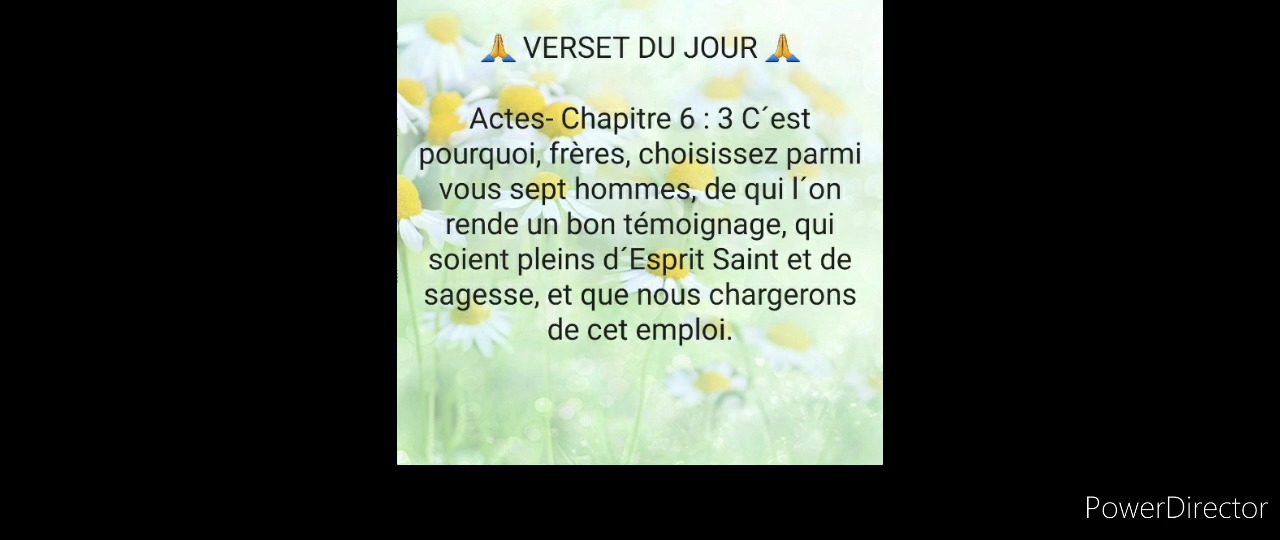 🙏 VERSET DU JOUR 🙏
Actes- Chapitre 6 : 3 C´est
pourquoi, frères, choisissez parmi
vous sept hommes, de qui l´on
rende un bon témoignage, qui
soient pleins d´Esprit Saint et de
sagesse, et que nous chargerons
de cet emploi.
PowerDirector